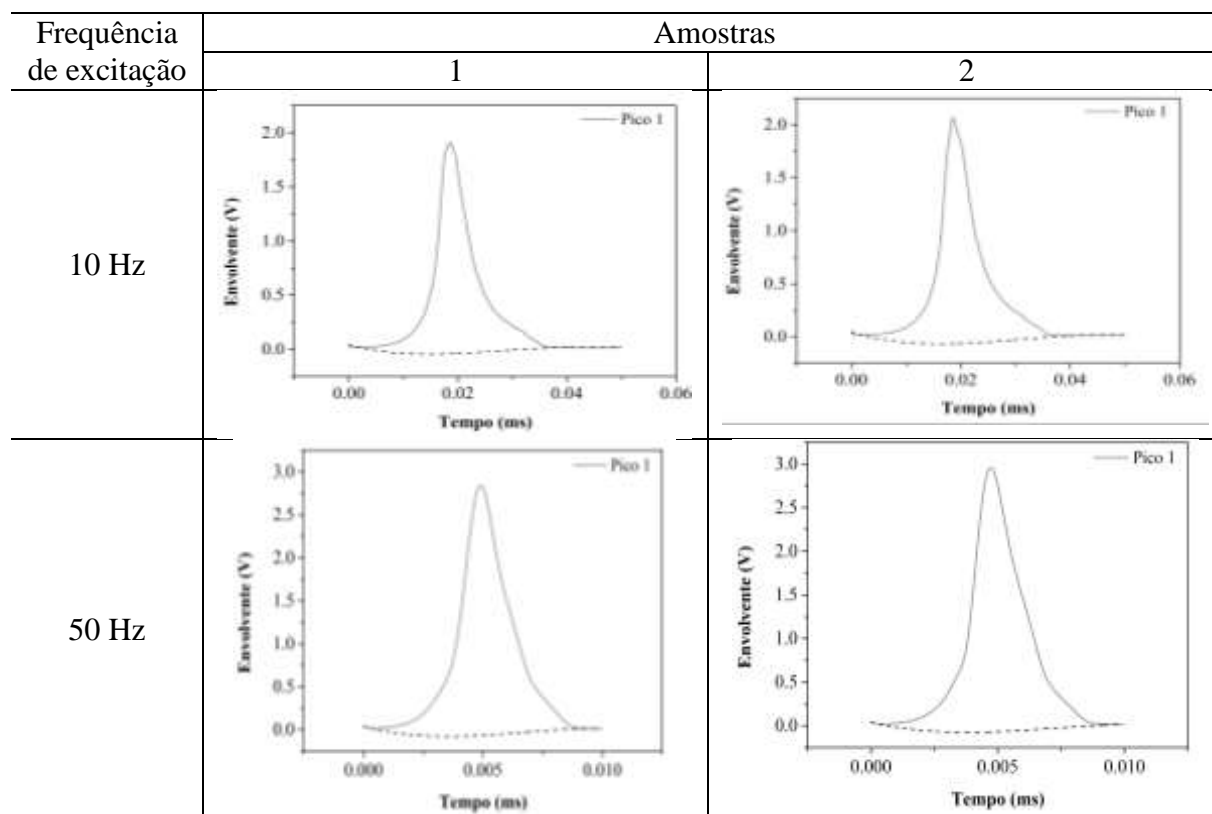 Frequência
de excitação
Amostras
1
2
10 Hz
Pico 1
2.0
1.5
1.0
0.5
0.0
Envolvente (V)
0.00
0.02
0.04
0.06
Tempo (ms)
Pico 1
2.0
1.5
1.0
0.5
0.0
Envolvente (V)
0.00
0.02
0.04
0.06
Tempo (ms)
50 Hz
Pico 1
3.0
2.5
2.0
1.5
1.0
0.5
0.0
Envolvente (V)
0.000
0.005
0.010
Tempo (ms)
Pico 1
3.0
2.5
2.0
1.5
1.0
0.5
0.0
Envolvente (V)
0.000
0.005
0.010
Tempo (ms)